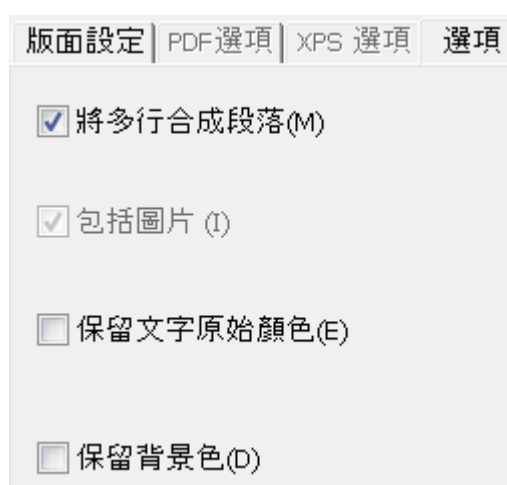 版面設定 PDF選項 XPS 選項 選項
將多行合成段落(M)
包括圖片 (I)
保留文字原始顏色(E)
保留背景色(D)